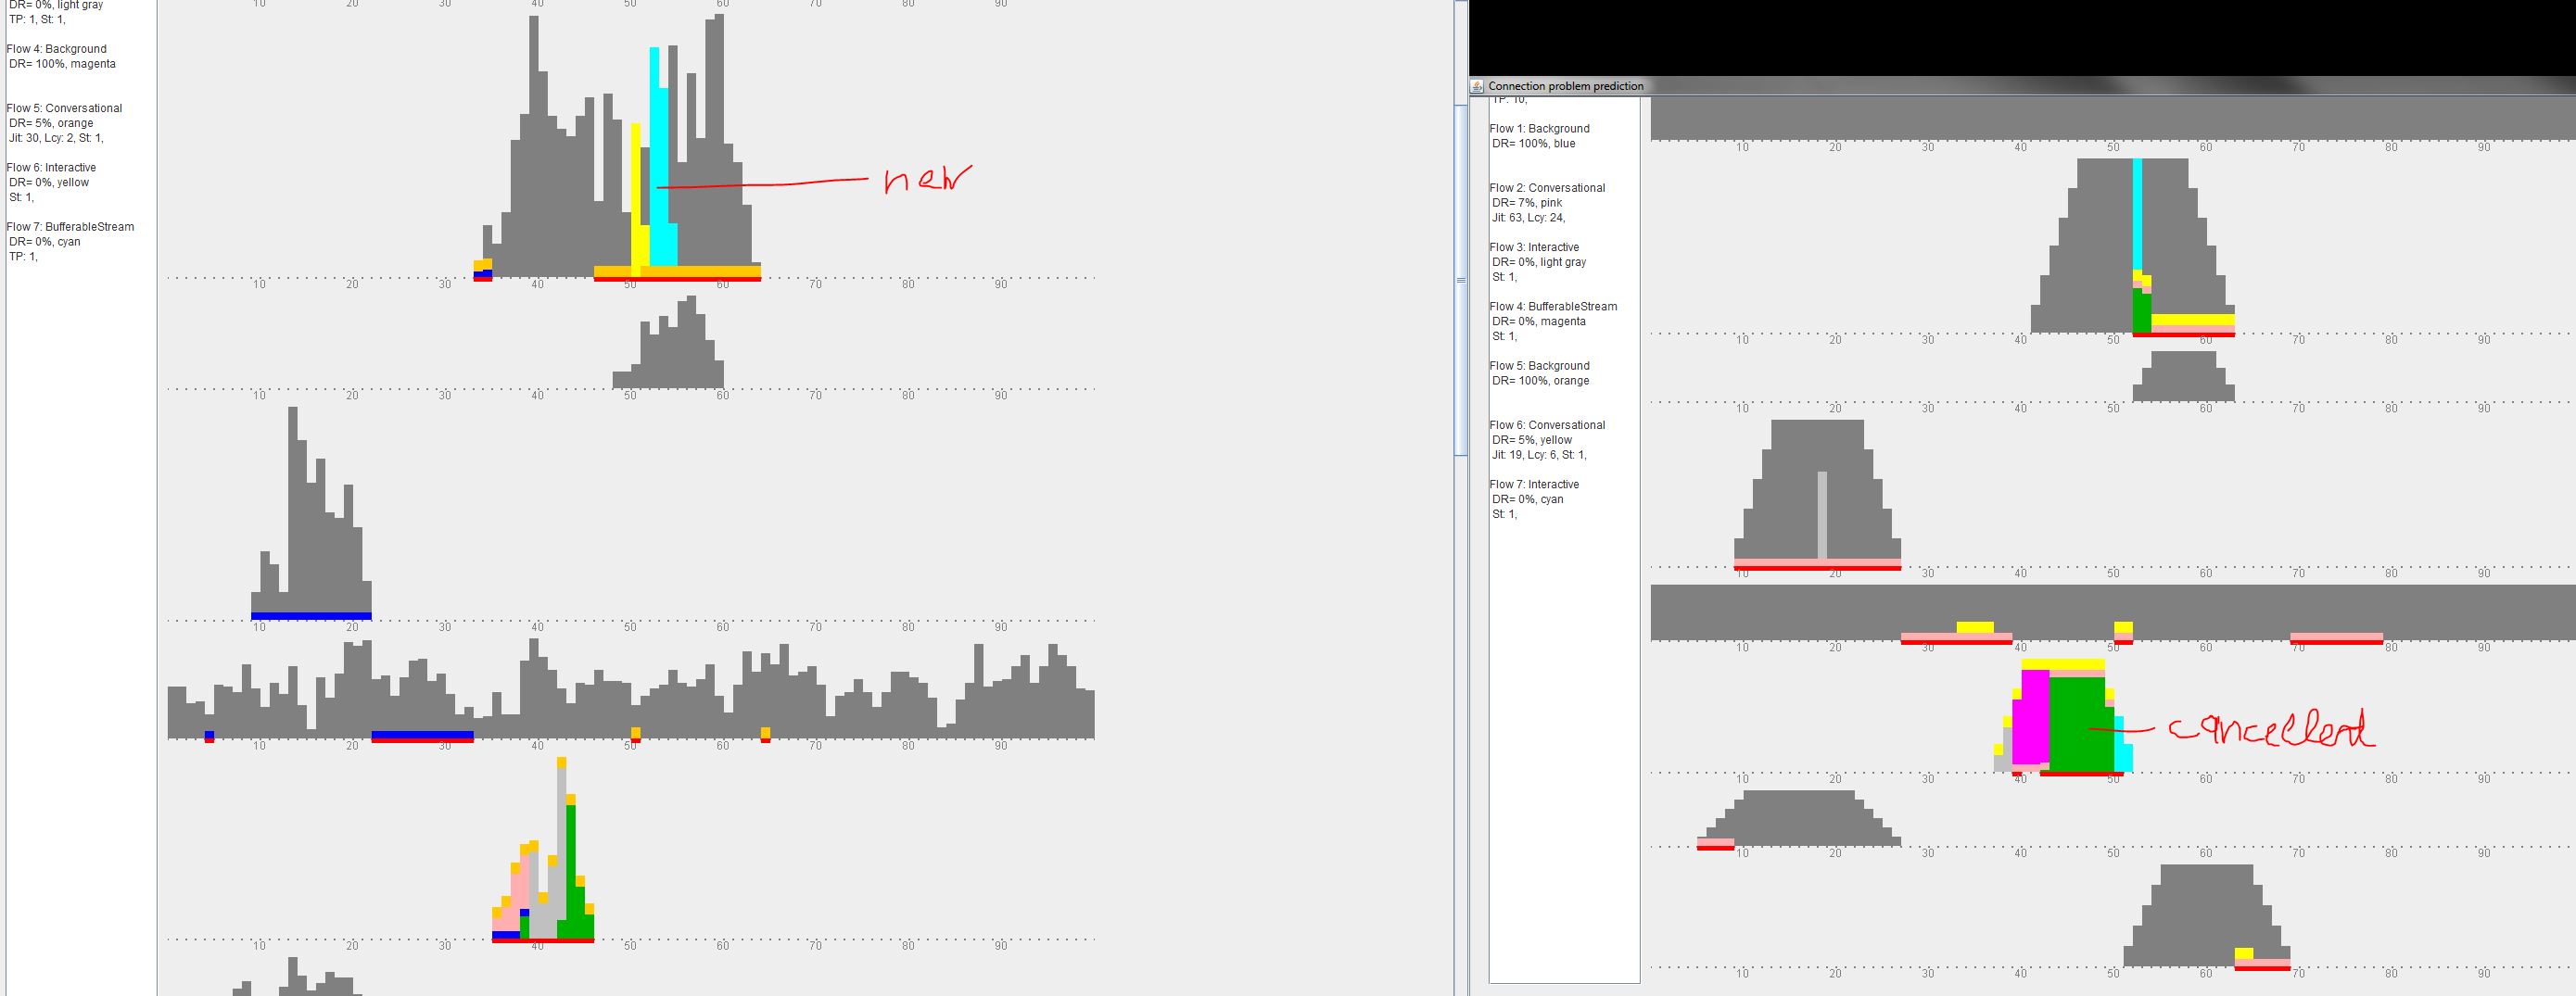 DR= 0%, light gray
TP: 1, St: 1,
Flow 4: Background
DR= 100%, magenta
Flow 5: Conversational
DR= 5%, orange
Jit: 30, Lcy: 2, St: 1,
Flow 6: Interactive
DR= 0%, yellow
St: 1,
Flow 7: BufferableStream
DR= 0%, cyan
TP: 1,
10 20 30 40 50 60 70 80 90
new
10 20 30 40 50 60 70 80 90
10 20 30 40 50 60 70 80 90
10 20 30 40 50 60 70 80 90
10 20 30 40 50 60 70 80 90
10 20 30 40 50 60 70 80 90
Connection problem prediction
TP: 10,
Flow 1: Background
DR= 100%, blue
Flow 2: Conversational
DR= 7%, pink
Jit: 63, Lcy: 24,
Flow 3: Interactive
DR= 0%, light gray
St: 1,
Flow 4: BufferableStream
DR= 0%, magenta
St: 1,
Flow 5: Background
DR= 100%, orange
Flow 6: Conversational
DR= 5%, yellow
Jit: 19, Lcy: 6, St: 1,
Flow 7: Interactive
DR= 0%, cyan
St: 1,
10 20 30 40 50 60 70 80 90
10 20 30 40 50 60 70 80 90
10 20 30 40 50 60 70 80 90
10 20 30 40 50 60 70 80 90
10 20 30 40 50 60 70 80 90
cancelled
10 20 30 40 50 60 70 80 90
10 20 30 40 50 60 70 80 90
10 20 30 40 50 60 70 80 90